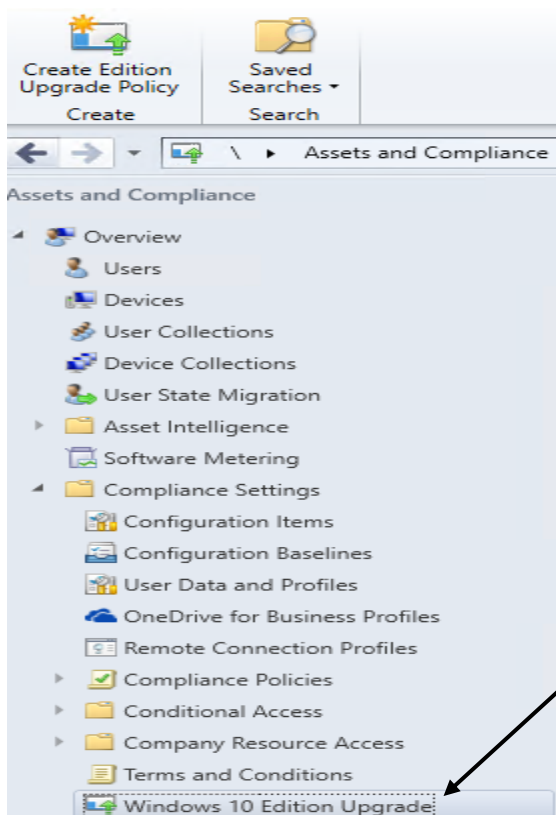 Create Edition
Upgrade Policy
Saved
Searches
Create
Search
\ Assets and Compliance
Assets and Compliance
Overview
Users
Devices
User Collections
Device Collections
User State Migration
Asset Intelligence
Software Metering
Compliance Settings
Configuration Items
Configuration Baselines
User Data and Profiles
OneDrive for Business Profiles
Remote Connection Profiles
Compliance Policies
Conditional Access
Company Resource Access
Terms and Conditions
Windows 10 Edition Upgrade